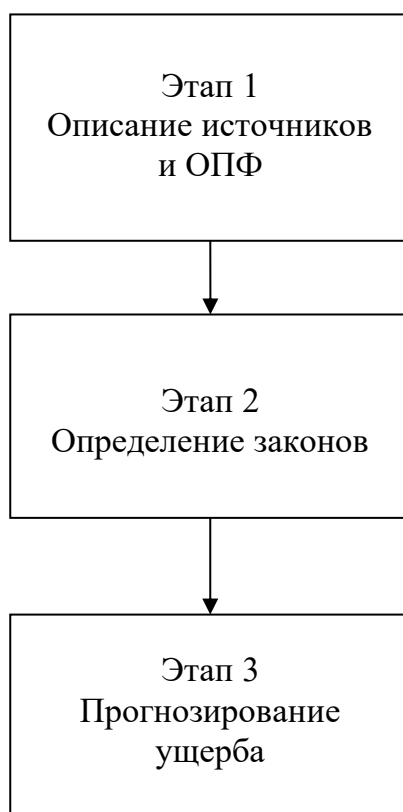 Этап 1
Описание источников
и ОПФ
Этап 2
Определение законов
Этап 3
Прогнозирование
ущерба